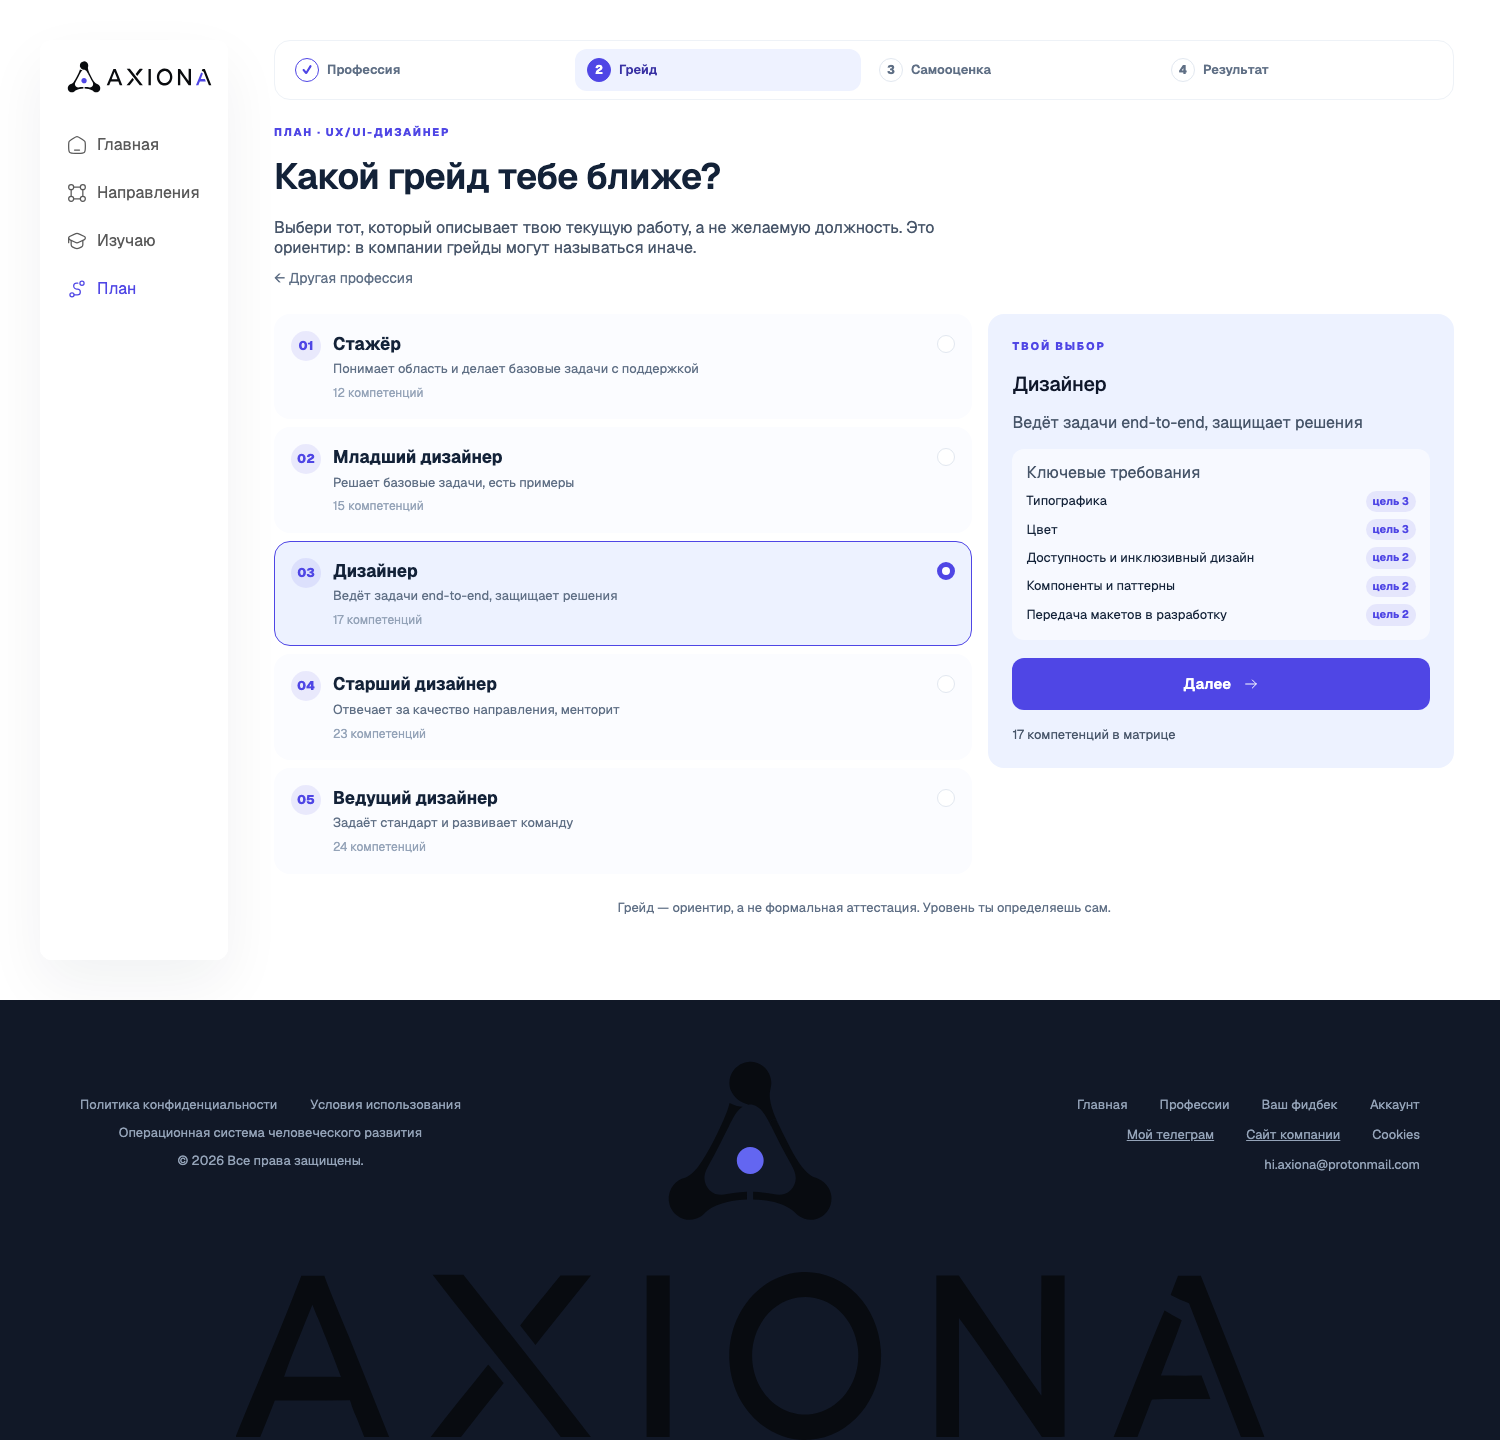 AXIONA
Главная
Направления
Изучаю
План
Профессия
2 Грейд
3 Самооценка
4 Результат
ПЛАН · UX/UI-ДИЗАЙНЕР
Какой грейд тебе ближе?
Выбери тот, который описывает твою текущую работу, а не желаемую должность. Это
ориентир: в компании грейды могут называться иначе.
← Другая профессия
01 Стажёр
Понимает область и делает базовые задачи с поддержкой
12 компетенций
02 Младший дизайнер
Решает базовые задачи, есть примеры
15 компетенций
03 Дизайнер
Ведёт задачи end-to-end, защищает решения
17 компетенций
04 Старший дизайнер
Отвечает за качество направления, менторит
23 компетенций
05 Ведущий дизайнер
Задаёт стандарт и развивает команду
24 компетенций
ТВОЙ ВЫБОР
Дизайнер
Ведёт задачи end-to-end, защищает решения
Ключевые требования
Типографика цель 3
Цвет цель 3
Доступность и инклюзивный дизайн цель 2
Компоненты и паттерны цель 2
Передача макетов в разработку цель 2
Далее →
17 компетенций в матрице
Грейд — ориентир, а не формальная аттестация. Уровень ты определяешь сам.
Политика конфиденциальности Условия использования
Операционная система человеческого развития
© 2026 Все права защищены.
Главная Профессии Ваш фидбек Аккаунт
Мой телеграм Сайт компании Cookies
hi.axiona@protonmail.com
AXIONA